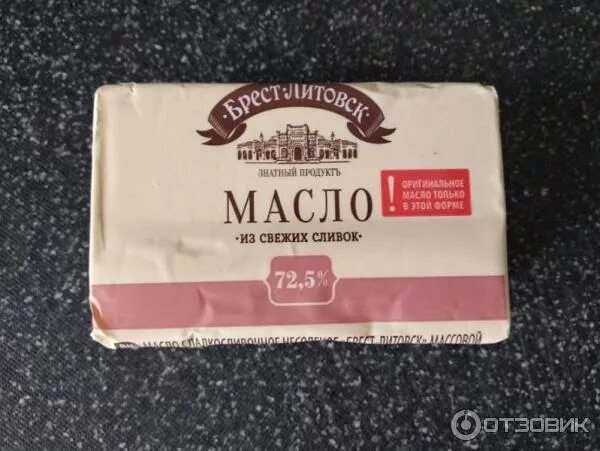 ·БРЕСТ-ЛИТОВСК·
ЗНАТНЫЙ ПРОДУКТЪ
МАСЛО
·ИЗ СВЕЖИХ СЛИВОК·
! ОРИГИНАЛЬНОЕ
МАСЛО ТОЛЬКО
В ЭТОЙ ФОРМЕ
72,5%
МАСЛО СЛАДКОСЛИВОЧНОЕ НЕСОЛЕНОЕ «БРЕСТ-ЛИТОВСК» МАССОВОЙ
ОТЗОВИК